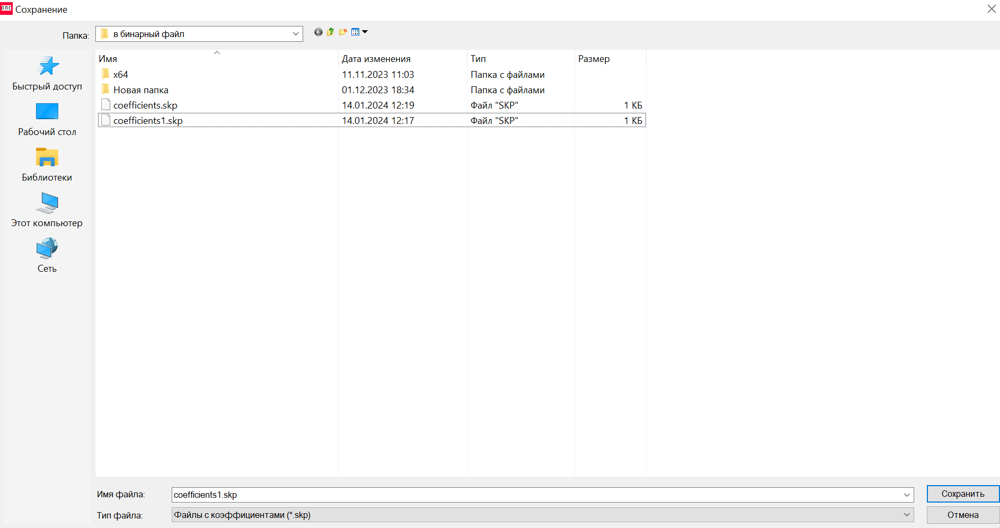 опс Сохранение
Папка: в бинарный файл
Имя Дата изменения Тип Размер
x64 11.11.2023 11:03 Папка с файлами
Новая папка 01.12.2023 18:34 Папка с файлами
coefficients.skp 14.01.2024 12:19 Файл "SKP" 1 КБ
coefficients1.skp 14.01.2024 12:17 Файл "SKP" 1 КБ
Быстрый доступ
Рабочий стол
Библиотеки
Этот компьютер
Сеть
Имя файла: coefficients1.skp Сохранить
Тип файла: Файлы с коэффициентами (*.skp) Отмена